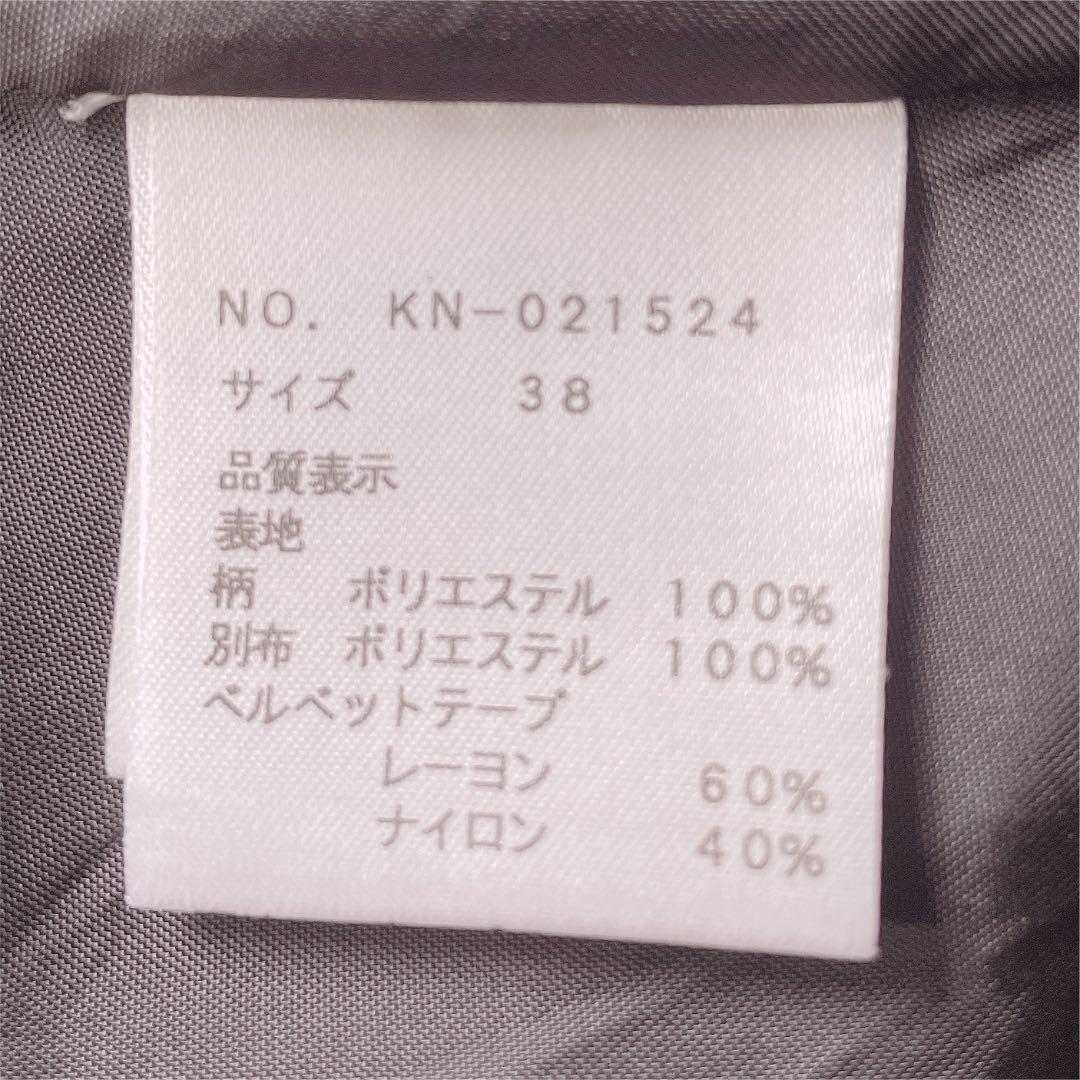 NO. KN-021524
サイズ 38
品質表示
表地
柄 ポリエステル 100%
別布 ポリエステル 100%
ベルベットテープ
レーヨン 60%
ナイロン 40%